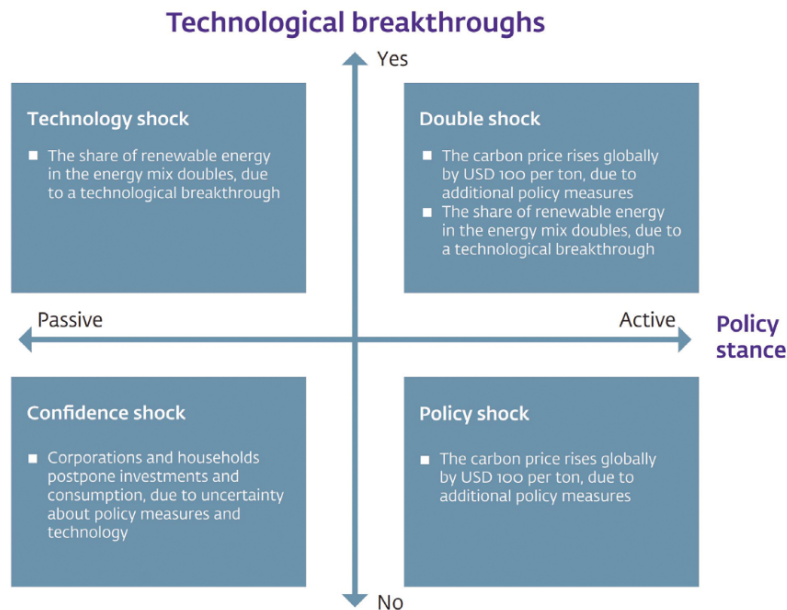 Technological breakthroughs
Yes
Technology shock
■ The share of renewable energy
in the energy mix doubles, due
to a technological breakthrough
Double shock
■ The carbon price rises globally
by USD 100 per ton, due to
additional policy measures
■ The share of renewable energy
in the energy mix doubles, due to
a technological breakthrough
Passive
Active
Policy
stance
Confidence shock
■ Corporations and households
postpone investments and
consumption, due to uncertainty
about policy measures and
technology
Policy shock
■ The carbon price rises globally
by USD 100 per ton, due to
additional policy measures
No